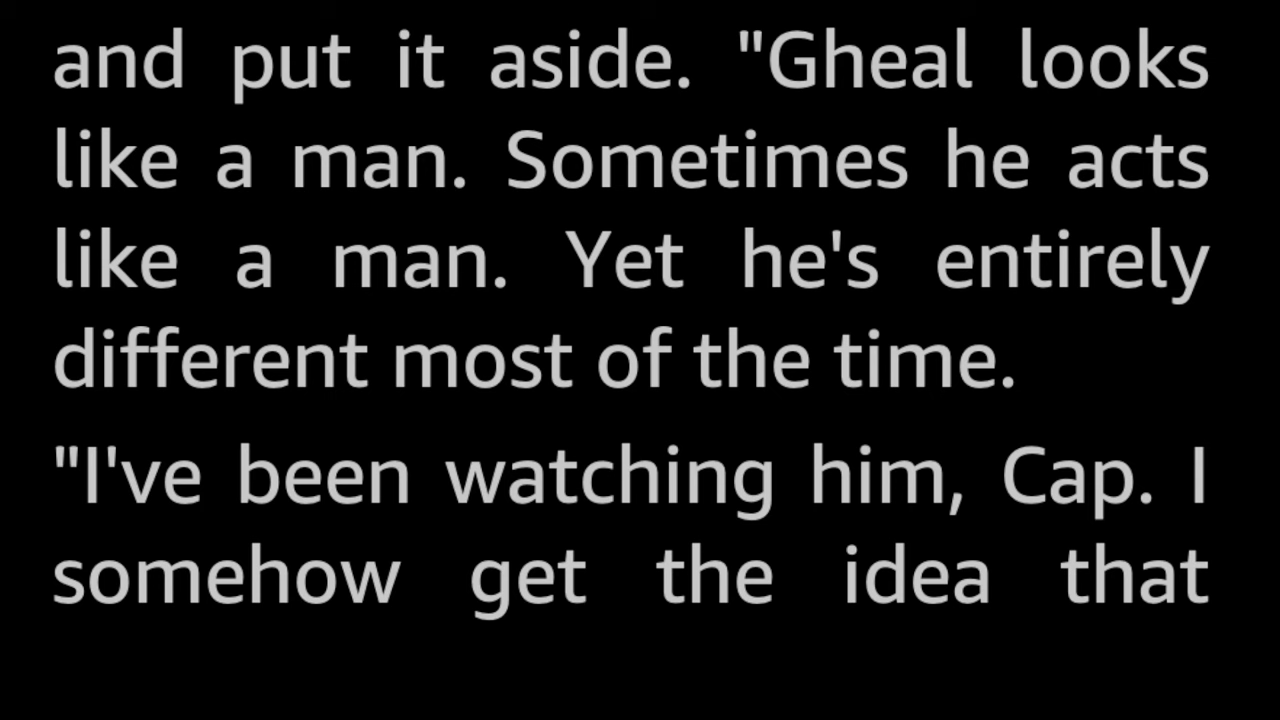 and put it aside. "Gheal looks
like a man. Sometimes he acts
like a man. Yet he's entirely
different most of the time.
"I've been watching him, Cap. I
somehow get the idea that